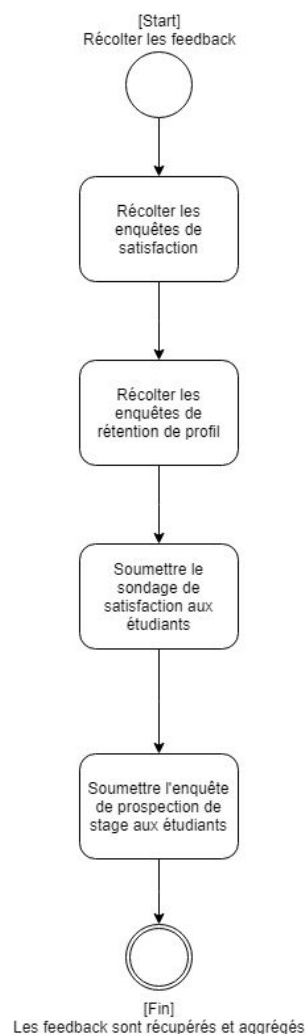 [Start]
Récolter les feedback
Récolter les
enquêtes de
satisfaction
Récolter les
enquêtes de
rétention de profil
Soumettre le
sondage de
satisfaction aux
étudiants
Soumettre l'enquête
de prospection de
stage aux étudiants
[Fin]
Les feedback sont récupérés et aggrégés